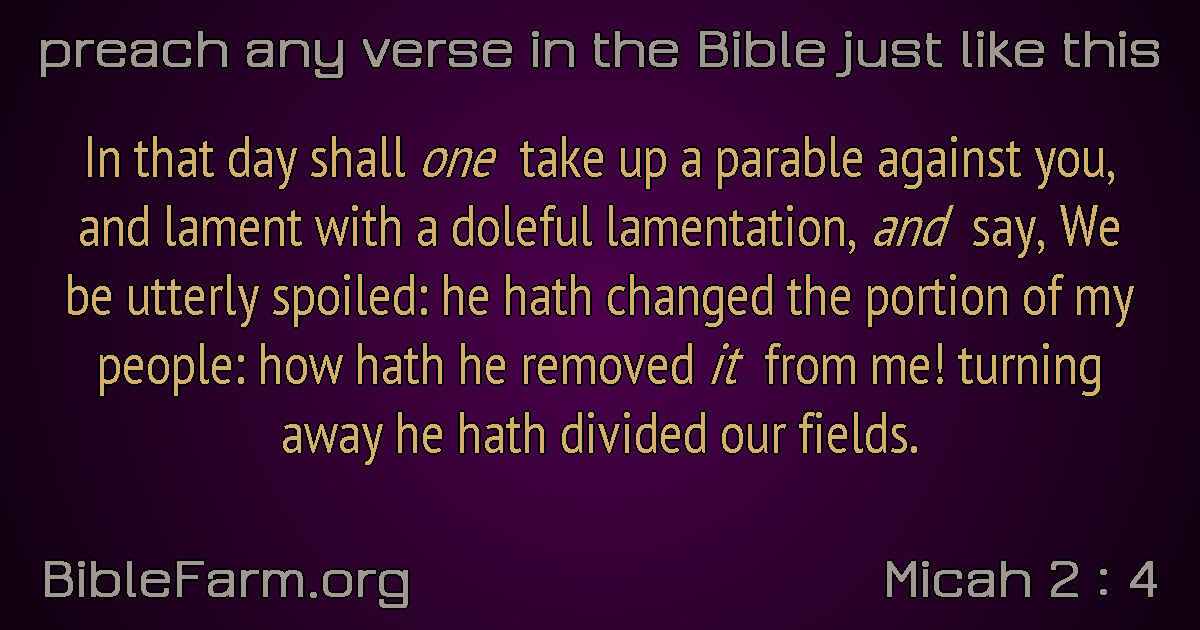 preach any verse in the Bible just like this
In that day shall one take up a parable against you,
and lament with a doleful lamentation, and say, We
be utterly spoiled: he hath changed the portion of my
people: how hath he removed it from me! turning
away he hath divided our fields.
BibleFarm.org
Micah 2 : 4